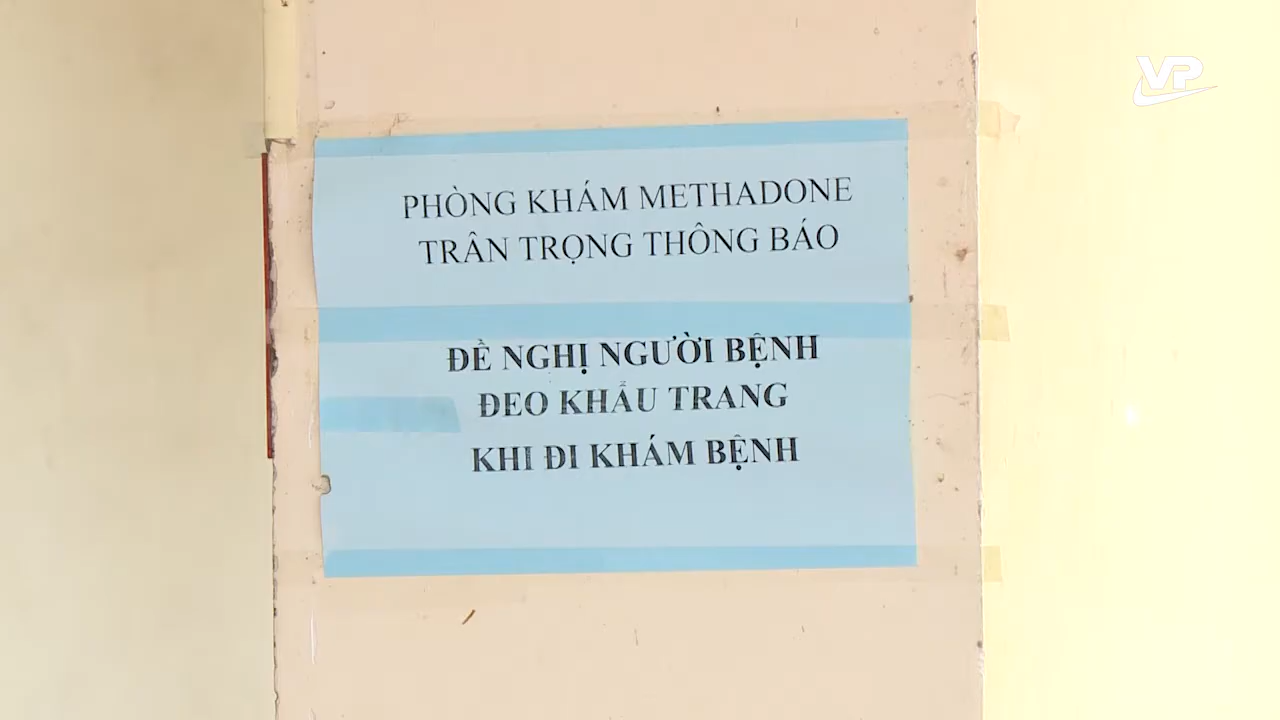 VP
PHÒNG KHÁM METHADONE
TRÂN TRỌNG THÔNG BÁO
ĐỀ NGHỊ NGƯỜI BỆNH
ĐEO KHẨU TRANG
KHI ĐI KHÁM BỆNH